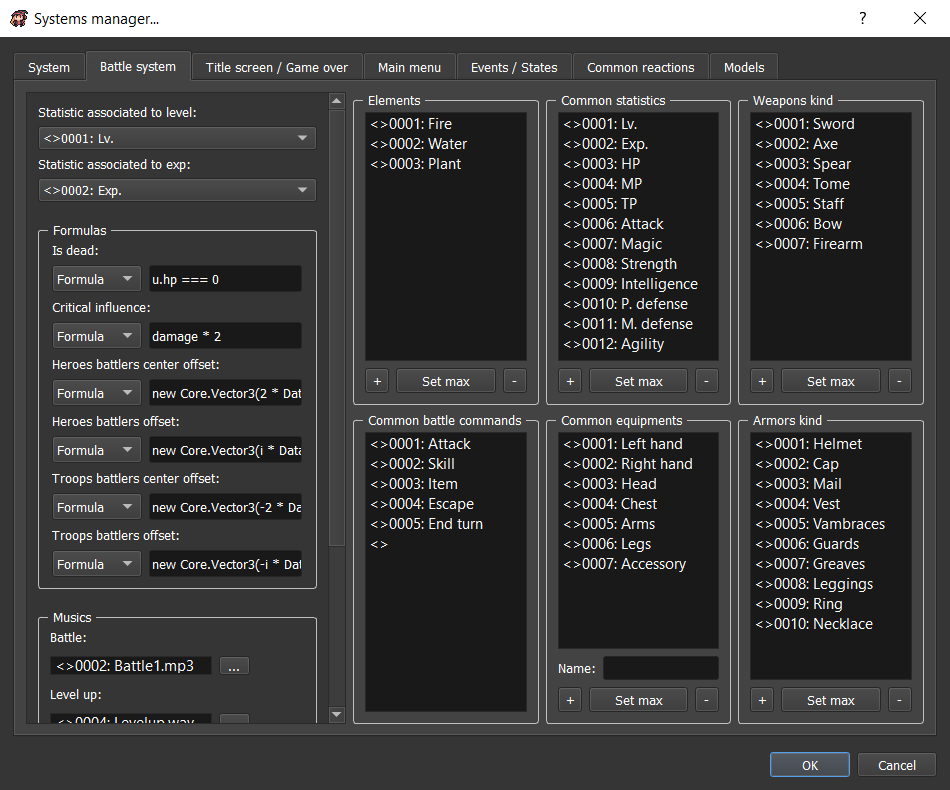 Systems manager...
System
Battle system
Title screen / Game over
Main menu
Events / States
Common reactions
Models
Statistic associated to level:
<>0001: Lv.
Statistic associated to exp:
<>0002: Exp.
Formulas
Is dead:
Formula
u.hp === 0
Critical influence:
Formula
damage * 2
Heroes battlers center offset:
Formula
new Core.Vector3(2 * Dat
Heroes battlers offset:
Formula
new Core.Vector3(i * Data
Troops battlers center offset:
Formula
new Core.Vector3(-2 * Da
Troops battlers offset:
Formula
new Core.Vector3(-i * Dat
Musics
Battle:
<>0002: Battle1.mp3
...
Level up:
<>0004: Levelup.wav
Elements
<>0001: Fire
<>0002: Water
<>0003: Plant
+
Set max
-
Common statistics
<>0001: Lv.
<>0002: Exp.
<>0003: HP
<>0004: MP
<>0005: TP
<>0006: Attack
<>0007: Magic
<>0008: Strength
<>0009: Intelligence
<>0010: P. defense
<>0011: M. defense
<>0012: Agility
+
Set max
-
Weapons kind
<>0001: Sword
<>0002: Axe
<>0003: Spear
<>0004: Tome
<>0005: Staff
<>0006: Bow
<>0007: Firearm
+
Set max
-
Common battle commands
<>0001: Attack
<>0002: Skill
<>0003: Item
<>0004: Escape
<>0005: End turn
<>
Common equipments
<>0001: Left hand
<>0002: Right hand
<>0003: Head
<>0004: Chest
<>0005: Arms
<>0006: Legs
<>0007: Accessory
Name:
+
Set max
-
Armors kind
<>0001: Helmet
<>0002: Cap
<>0003: Mail
<>0004: Vest
<>0005: Vambraces
<>0006: Guards
<>0007: Greaves
<>0008: Leggings
<>0009: Ring
<>0010: Necklace
+
Set max
-
OK
Cancel